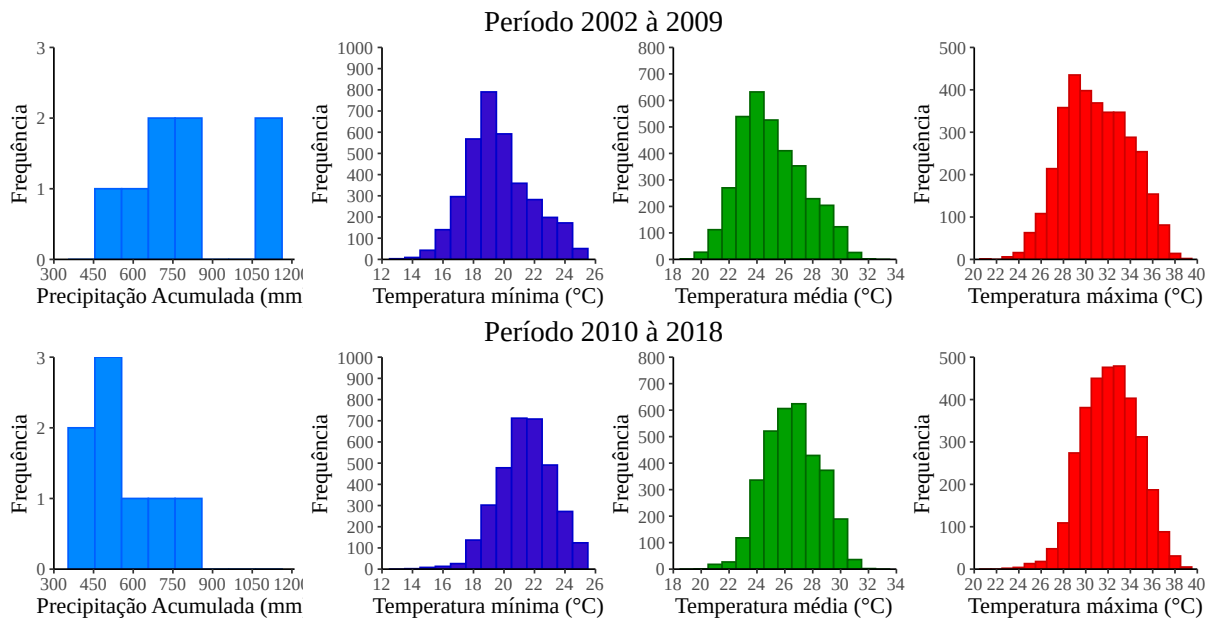 Período 2002 à 2009
Frequência
3
2
1
0
300 450 600 750 900 1050 120
Precipitação Acumulada (mm
Frequência
1000
900
800
700
600
500
400
300
200
100
0
12 14 16 18 20 22 24 26
Temperatura mínima (°C)
Frequência
800
700
600
500
400
300
200
100
0
18 20 22 24 26 28 30 32 34
Temperatura média (°C)
Frequência
500
400
300
200
100
0
20 22 24 26 28 30 32 34 36 38 40
Temperatura máxima (°C)
Período 2010 à 2018
Frequência
3
2
1
0
300 450 600 750 900 1050 120
Precipitação Acumulada (mm
Frequência
1000
900
800
700
600
500
400
300
200
100
0
12 14 16 18 20 22 24 26
Temperatura mínima (°C)
Frequência
800
700
600
500
400
300
200
100
0
18 20 22 24 26 28 30 32 34
Temperatura média (°C)
Frequência
500
400
300
200
100
0
20 22 24 26 28 30 32 34 36 38 40
Temperatura máxima (°C)